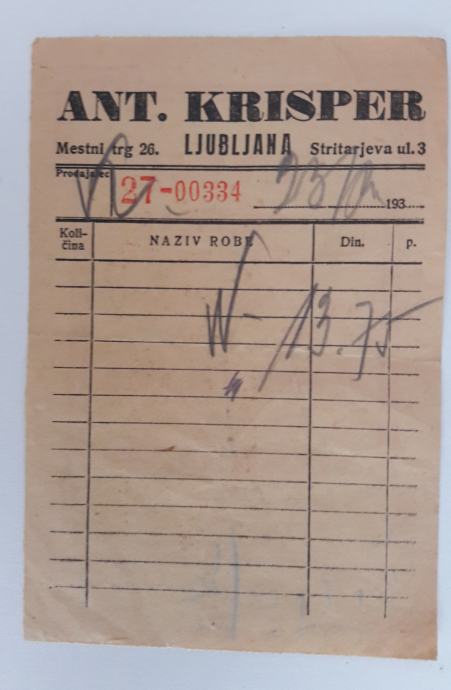 ANT. KRISPER
Mestni trg 26. LJUBLJANA Stritarjeva ul. 3
Prodajalec
27-00334 193
Koli-
čina NAZIV ROBE Din. p.
13.75